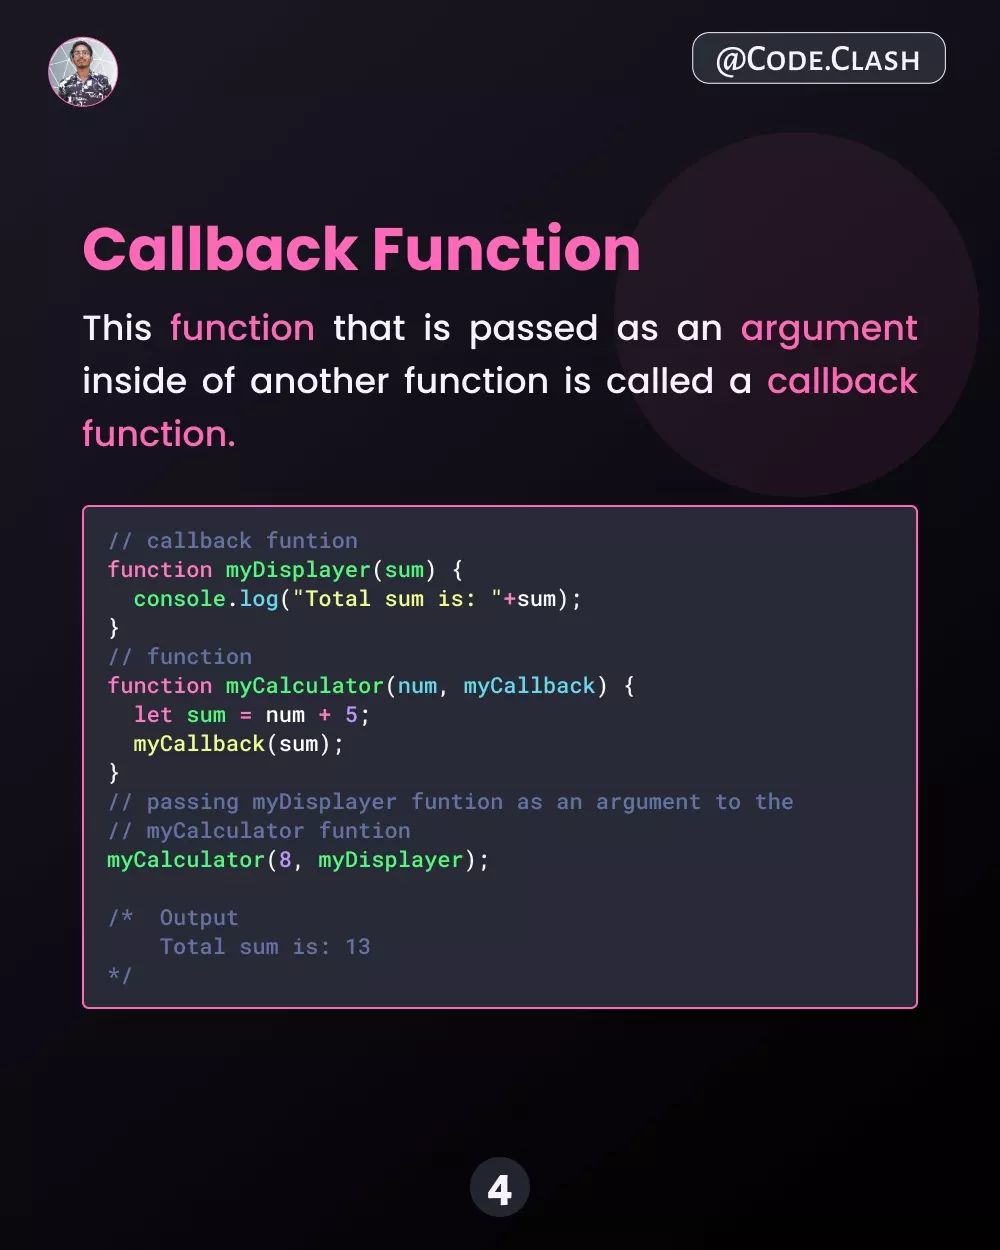 @CODE.CLASH
Callback Function
This function that is passed as an argument
inside of another function is called a callback
function.
// callback funtion
function myDisplayer(sum) {
  console.log("Total sum is: "+sum);
}
// function
function myCalculator(num, myCallback) {
  let sum = num + 5;
  myCallback(sum);
}
// passing myDisplayer funtion as an argument to the
// myCalculator funtion
myCalculator(8, myDisplayer);
/*  Output
    Total sum is: 13
*/
4